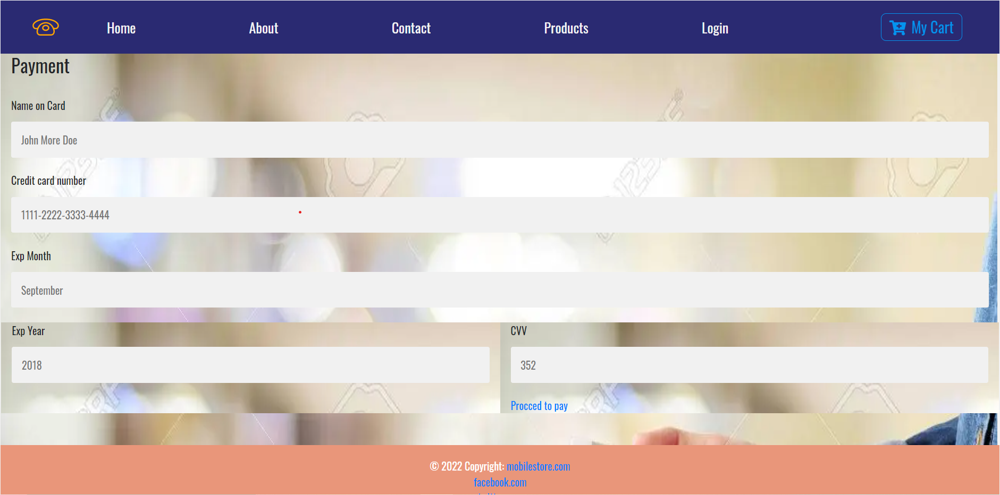 Home About Contact Products Login My Cart
Payment
Name on Card
John More Doe
Credit card number
1111-2222-3333-4444
Exp Month
September
Exp Year CVV
2018 352
Procced to pay
© 2022 Copyright: mobilestore.com
facebook.com